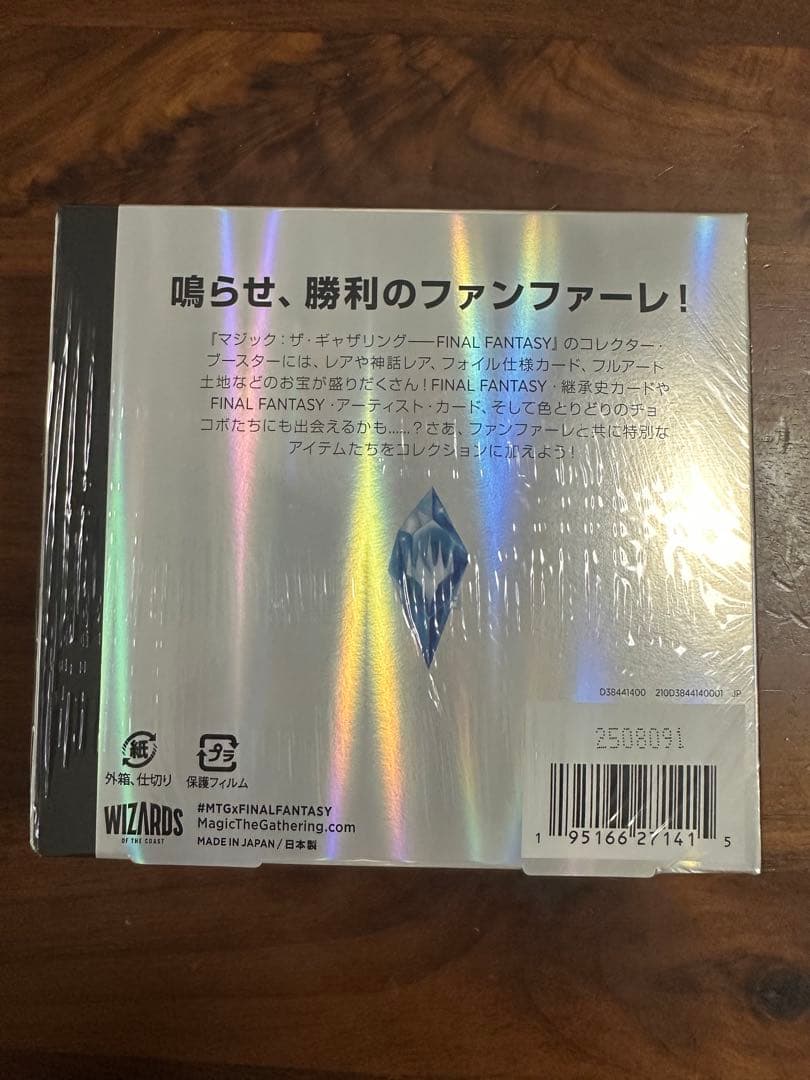 鳴らせ、勝利のファンファーレ!
『マジック:ザ・ギャザリング——FINAL FANTASY』のコレクター・
ブースターには、レアや神話レア、フォイル仕様カード、フルアート
土地などのお宝が盛りだくさん!FINAL FANTASY・継承史カードや
FINAL FANTASY・アーティスト・カード、そして色とりどりのチョ
コボたちにも出会えるかも……?さあ、ファンファーレと共に特別な
アイテムたちをコレクションに加えよう!
D38441400 210D3844140001 JP
2508091
紙
外箱、仕切り
プラ
保護フィルム
WIZARDS
OF THE COAST
#MTGxFINALFANTASY
MagicTheGathering.com
MADE IN JAPAN / 日本製
1 95166 27141 5